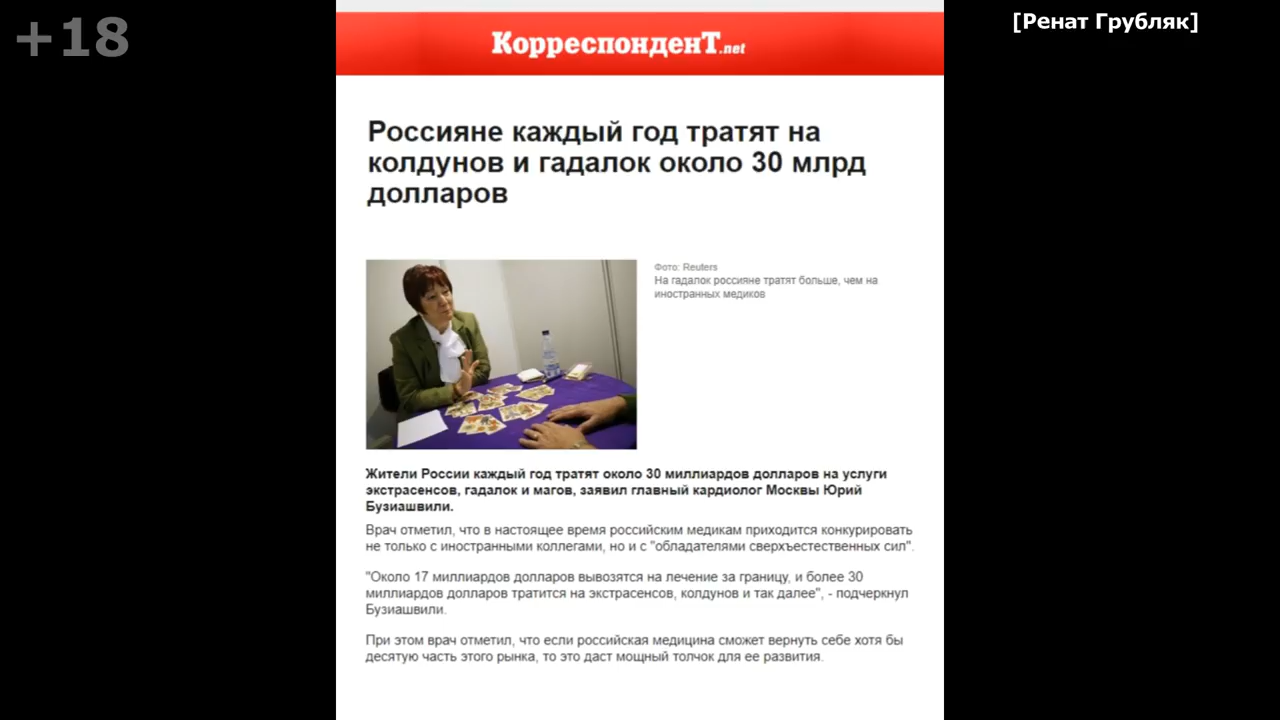 +18
[Ренат Грубляк]
КорреспонденТ.net
Россияне каждый год тратят на
колдунов и гадалок около 30 млрд
долларов
Фото: Reuters
На гадалок россияне тратят больше, чем на
иностранных медиков
Жители России каждый год тратят около 30 миллиардов долларов на услуги
экстрасенсов, гадалок и магов, заявил главный кардиолог Москвы Юрий
Бузиашвили.
Врач отметил, что в настоящее время российским медикам приходится конкурировать
не только с иностранными коллегами, но и с "обладателями сверхъестественных сил".
"Около 17 миллиардов долларов вывозятся на лечение за границу, и более 30
миллиардов долларов тратится на экстрасенсов, колдунов и так далее", - подчеркнул
Бузиашвили.
При этом врач отметил, что если российская медицина сможет вернуть себе хотя бы
десятую часть этого рынка, то это даст мощный толчок для ее развития.